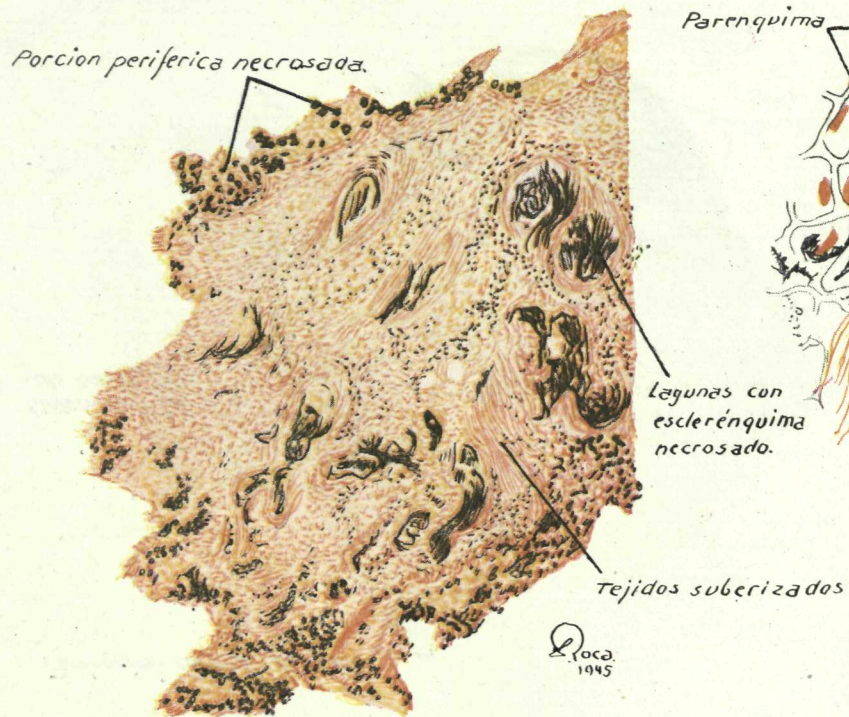 Porcion periferica necrosada.
Parenquima
Lagunas con
esclerénquima
necrosado.
Tejidos suberizados
Roca.
1945